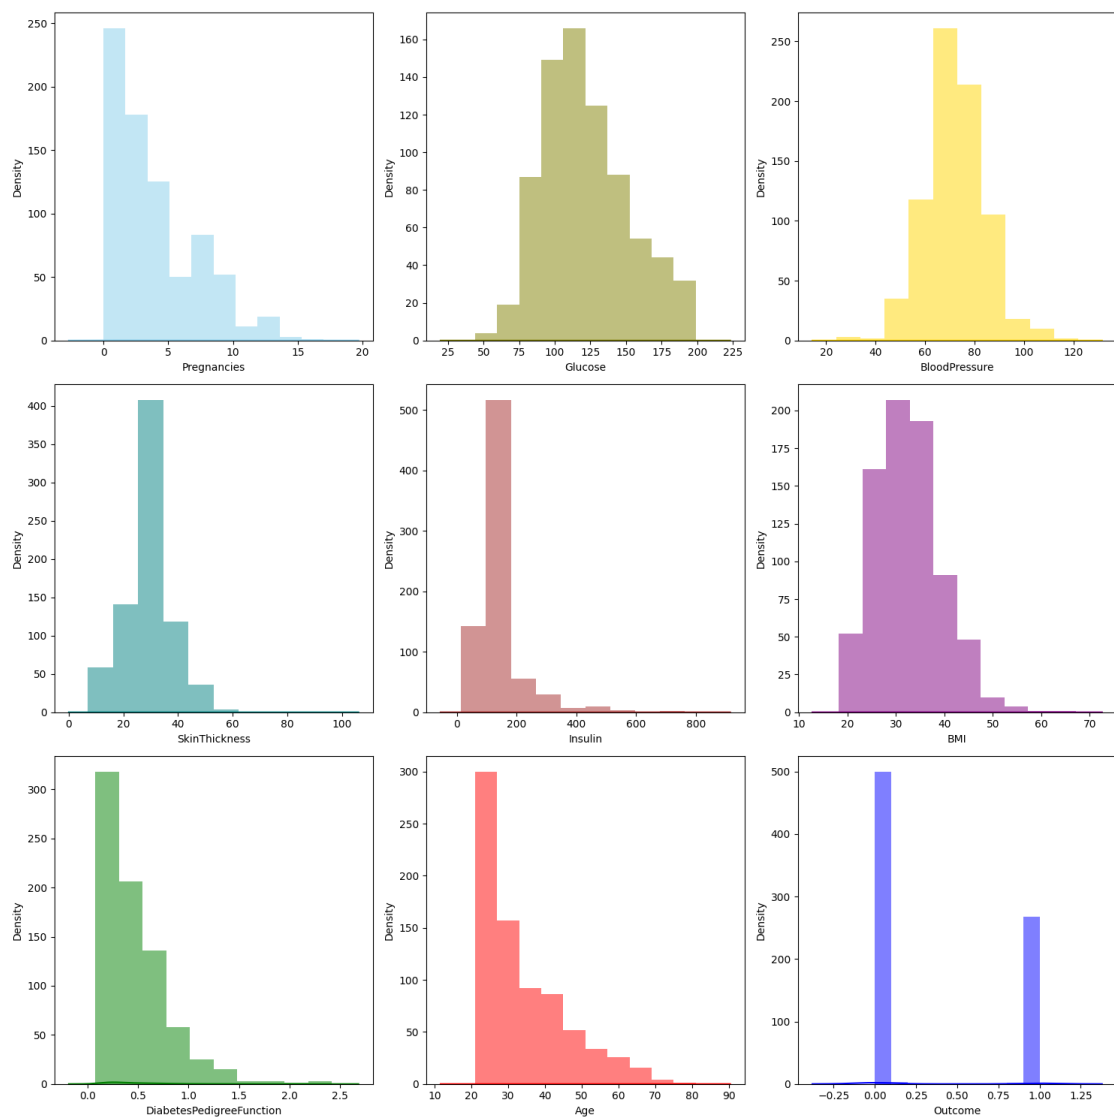 250
200
150
100
50
0
Density
0 5 10 15 20
Pregnancies
160
140
120
100
80
60
40
20
0
Density
25 50 75 100 125 150 175 200 225
Glucose
250
200
150
100
50
0
Density
20 40 60 80 100 120
BloodPressure
400
350
300
250
200
150
100
50
0
Density
0 20 40 60 80 100
SkinThickness
500
400
300
200
100
0
Density
0 200 400 600 800
Insulin
200
175
150
125
100
75
50
25
0
Density
10 20 30 40 50 60 70
BMI
300
250
200
150
100
50
0
Density
0.0 0.5 1.0 1.5 2.0 2.5
DiabetesPedigreeFunction
300
250
200
150
100
50
0
Density
10 20 30 40 50 60 70 80 90
Age
500
400
300
200
100
0
Density
−0.25 0.00 0.25 0.50 0.75 1.00 1.25
Outcome